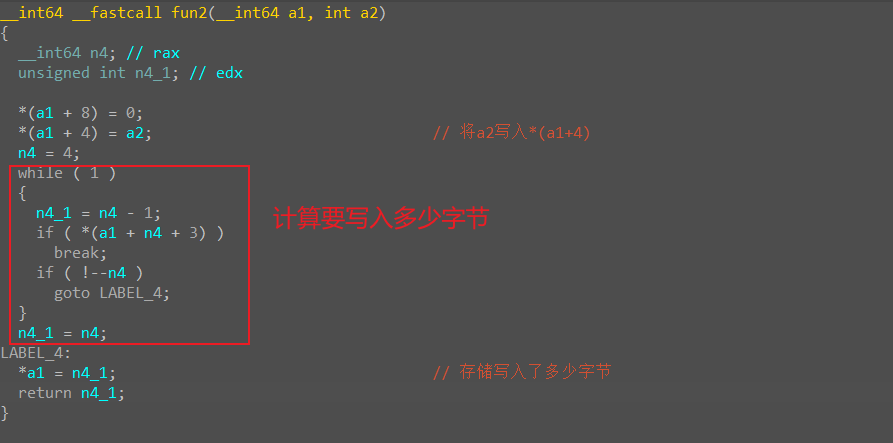 __int64 __fastcall fun2(__int64 a1, int a2)
{
  __int64 n4; // rax
  unsigned int n4_1; // edx

  *(a1 + 8) = 0;
  *(a1 + 4) = a2; // 将a2写入*(a1+4)
  n4 = 4;
  while ( 1 )
  {
    n4_1 = n4 - 1;
    if ( *(a1 + n4 + 3) )
      break;
    if ( !--n4 )
      goto LABEL_4;
  }
  n4_1 = n4;
计算要写入多少字节
LABEL_4:
  *a1 = n4_1; // 存储写入了多少字节
  return n4_1;
}